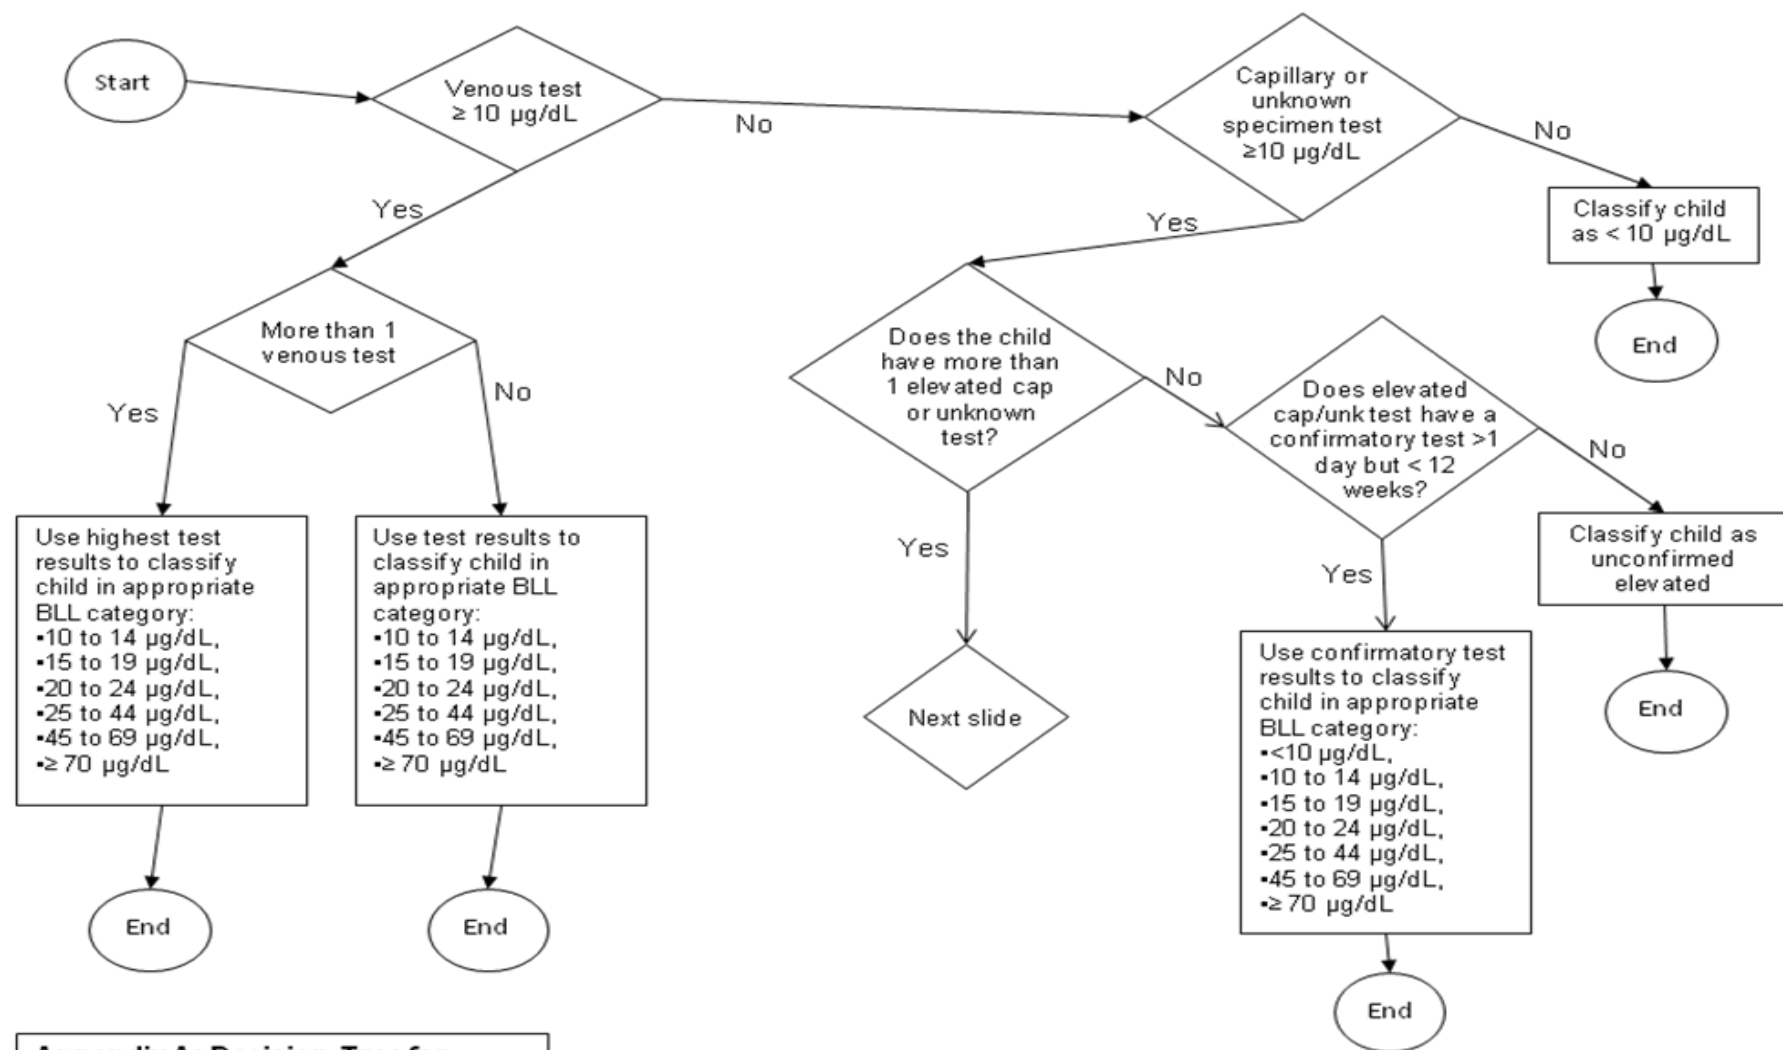 Start
Venous test
≥ 10 µg/dL
No
Yes
Capillary or
unknown
specimen test
≥10 µg/dL
No
Yes
Classify child
as < 10 µg/dL
End
More than 1
venous test
Yes
No
Use highest test
results to classify
child in appropriate
BLL category:
▪10 to 14 µg/dL,
▪15 to 19 µg/dL,
▪20 to 24 µg/dL,
▪25 to 44 µg/dL,
▪45 to 69 µg/dL,
▪≥ 70 µg/dL
End
Use test results to
classify child in
appropriate BLL
category:
▪10 to 14 µg/dL,
▪15 to 19 µg/dL,
▪20 to 24 µg/dL,
▪25 to 44 µg/dL,
▪45 to 69 µg/dL,
▪≥ 70 µg/dL
End
Does the child
have more than
1 elevated cap
or unknown
test?
No
Yes
Next slide
Does elevated
cap/unk test have a
confirmatory test >1
day but < 12
weeks?
No
Yes
Classify child as
unconfirmed
elevated
End
Use confirmatory test
results to classify
child in appropriate
BLL category:
▪<10 µg/dL,
▪10 to 14 µg/dL,
▪15 to 19 µg/dL,
▪20 to 24 µg/dL,
▪25 to 44 µg/dL,
▪45 to 69 µg/dL,
▪≥ 70 µg/dL
End
Appendix A: Decision Tree for